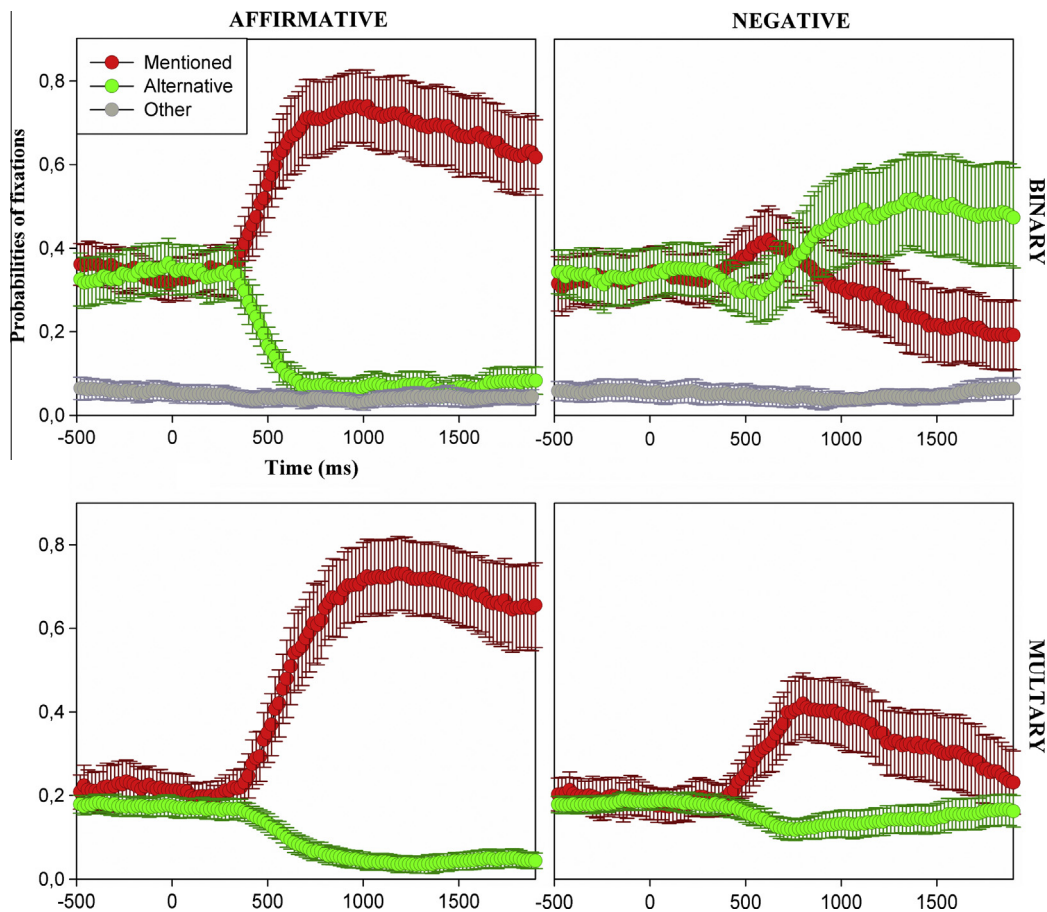 AFFIRMATIVE
NEGATIVE
Mentioned
Alternative
Other
Probabilities of fixations
0,8
0,6
0,4
0,2
0,0
BINARY
-500 0 500 1000 1500
-500 0 500 1000 1500
Time (ms)
0,8
0,6
0,4
0,2
0,0
MULTARY
-500 0 500 1000 1500
-500 0 500 1000 1500